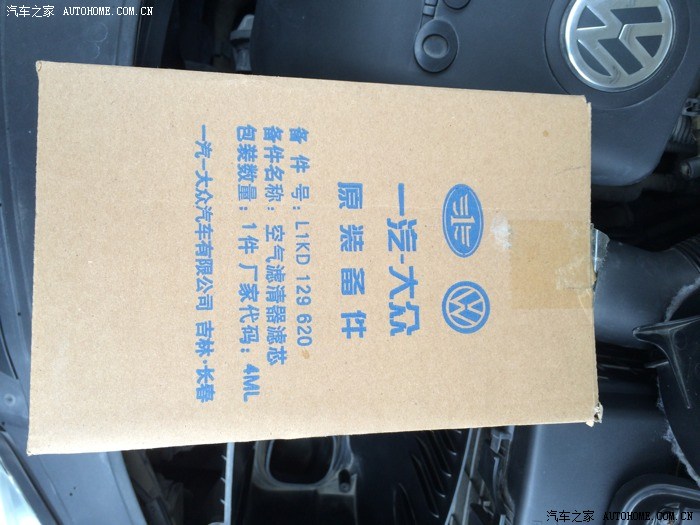 汽车之家 AUTOHOME.COM.CN
一汽-大众
原装备件
备件号：L1KD 129 620
备件名称：空气滤清器滤芯
包装数量：1件 厂家代码：4ML
一汽-大众汽车有限公司 吉林·长春
汽车之家 AUTOHOME.COM.CN